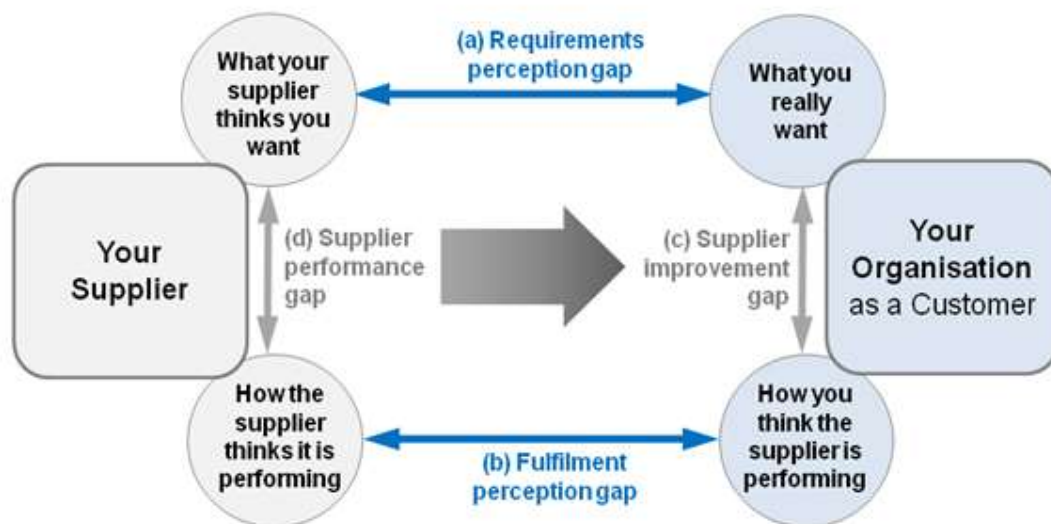 (a) Requirements
perception gap
What your
supplier
thinks you
want
What you
really
want
Your
Supplier
(d) Supplier
performance
gap
(c) Supplier
improvement
gap
Your
Organisation
as a Customer
How the
supplier
thinks it is
performing
How you
think the
supplier is
performing
(b) Fulfilment
perception gap